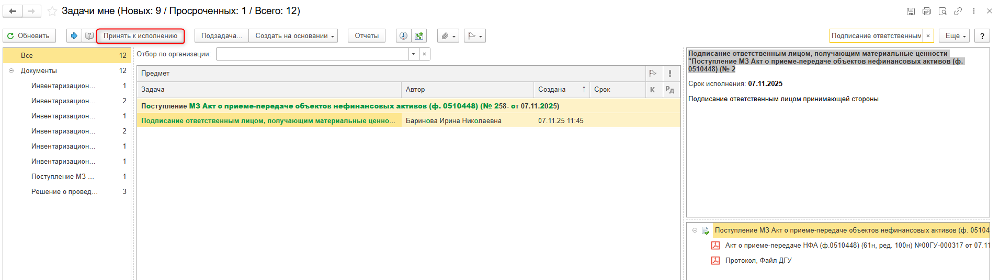 Задачи мне (Новых: 9 / Просроченных: 1 / Всего: 12)
Обновить
Принять к исполнению
Подзадача...
Создать на основании
Отчеты
Подписание ответственным
×
Еще
?
Все 12
Документы 12
Инвентаризацион... 1
Инвентаризацион... 2
Инвентаризацион... 1
Инвентаризацион... 2
Инвентаризацион... 1
Инвентаризацион... 1
Поступление МЗ ... 1
Решение о провед... 3
Отбор по организации:
Предмет
Задача Автор Создана ↑ Срок К РД
Поступление МЗ Акт о приеме-передаче объектов нефинансовых активов (ф. 0510448) (№ 258- от 07.11.2025)
Подписание ответственным лицом, получающим материальные ценно... Баринова Ирина Николаевна 07.11.25 11:45
Подписание ответственным лицом, получающим материальные ценности
"Поступление МЗ Акт о приеме-передаче объектов нефинансовых активов (ф.
0510448) (№ 2
Срок исполнения: 07.11.2025
Подписание ответственным лицом принимающей стороны
Поступление МЗ Акт о приеме-передаче объектов нефинансовых активов (ф. 05104
Акт о приеме-передаче НФА (ф.0510448) (61н, ред. 100н) №00ГУ-000317 от 07.11
Протокол, Файл ДГУ